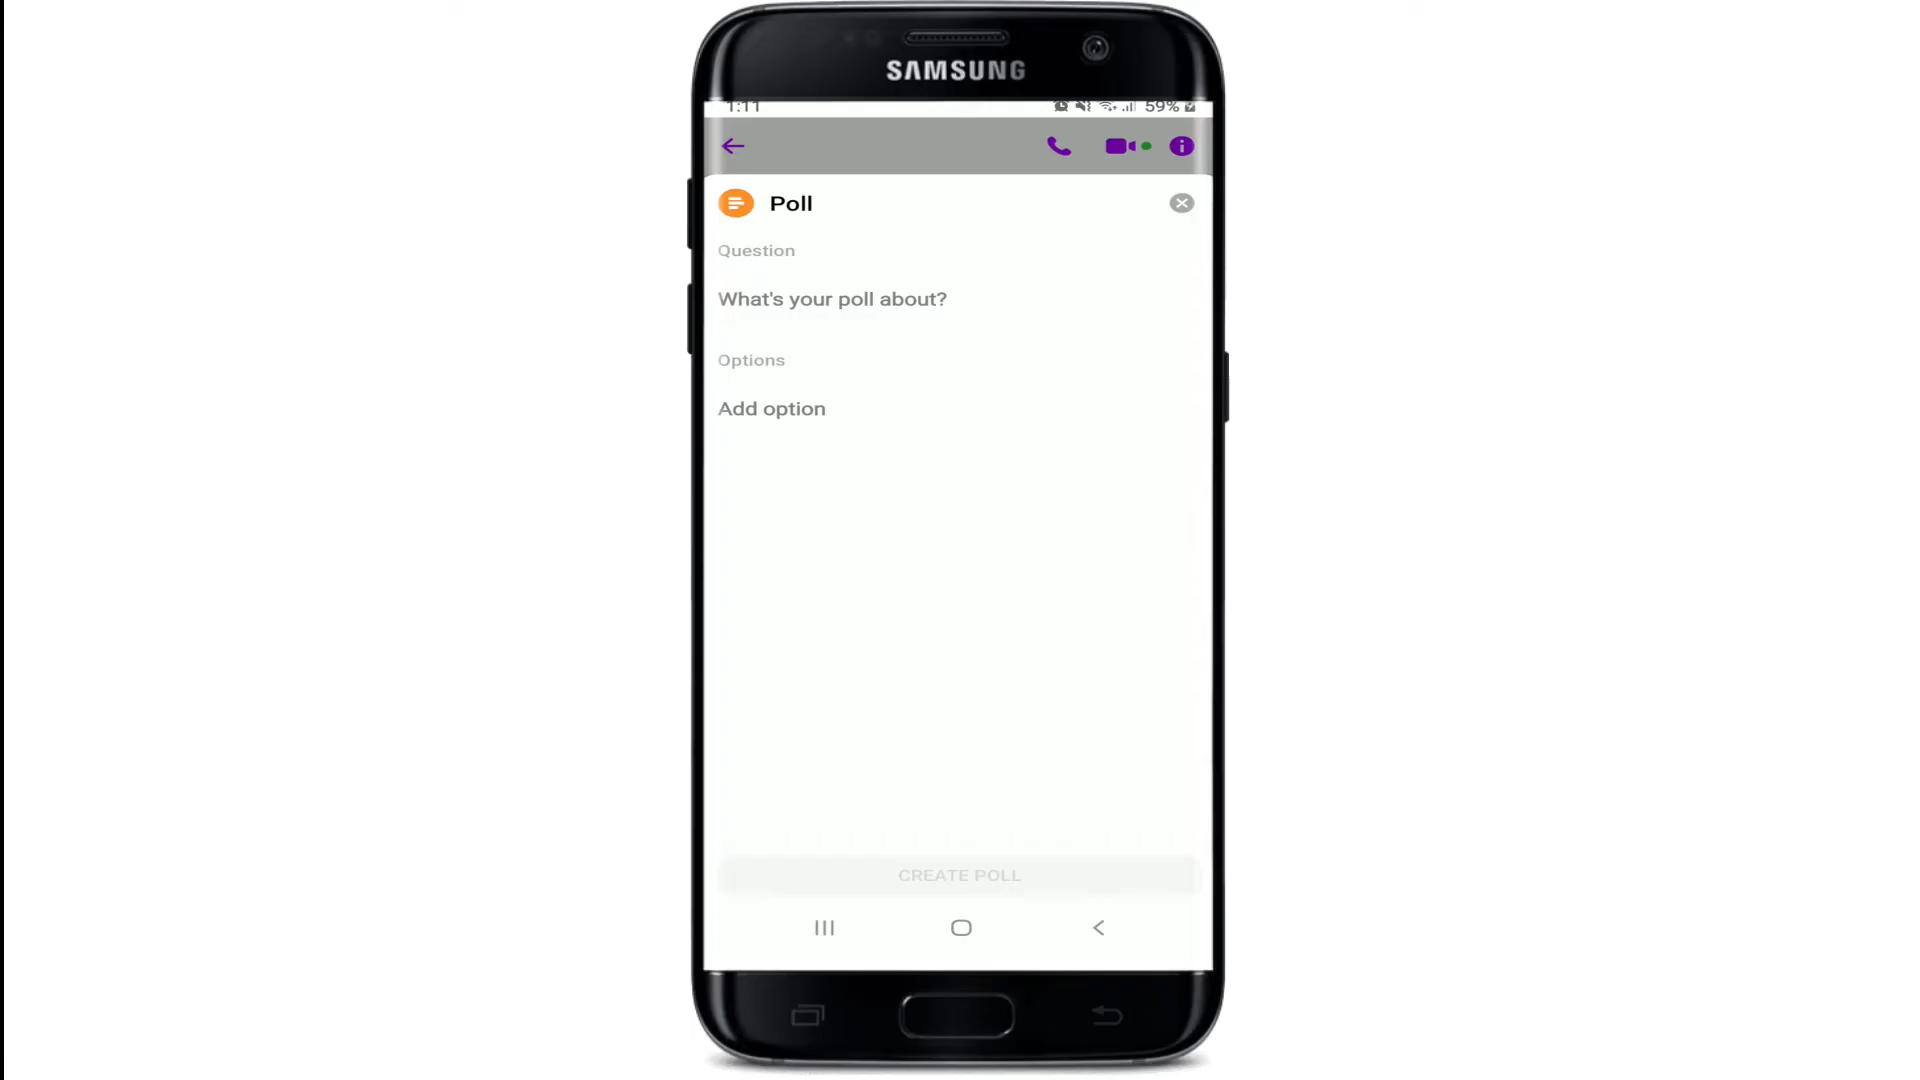 SAMSUNG
1:11 59%
Poll
Question
What's your poll about?
Options
Add option
CREATE POLL